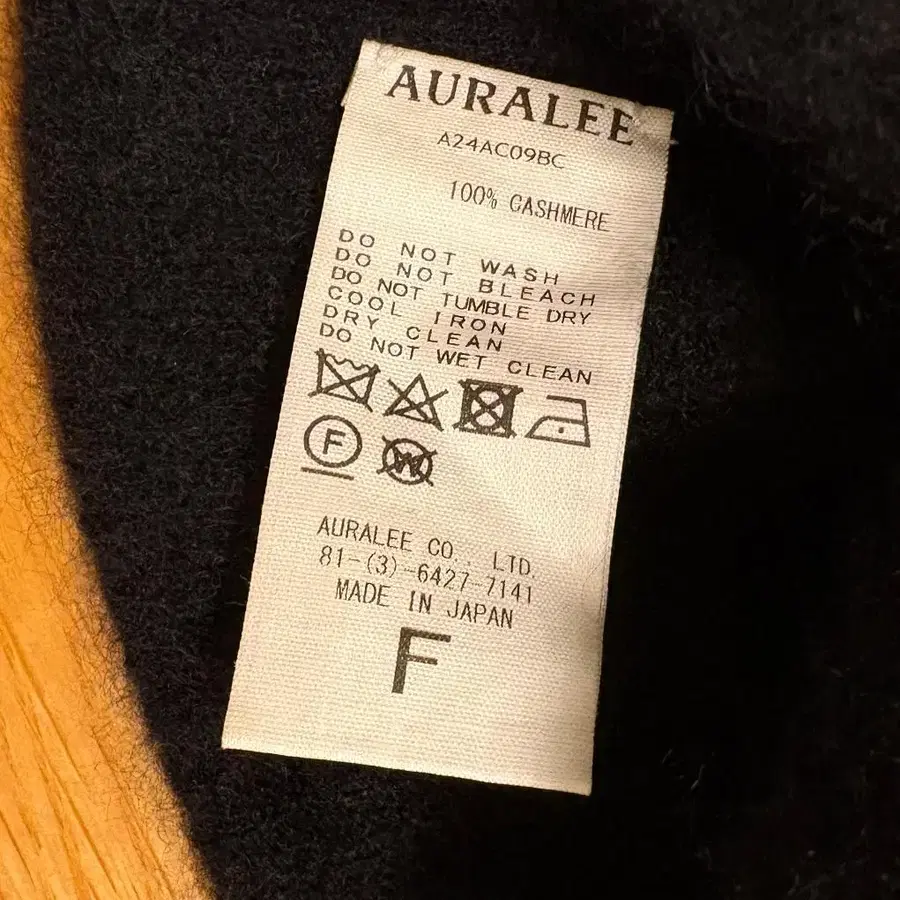 AURALEE
A24AC09BC
100% CASHMERE
DO NOT WASH
DO NOT BLEACH
DO NOT TUMBLE DRY
COOL IRON
DRY CLEAN
DO NOT WET CLEAN
F W
AURALEE CO., LTD.
81-(3)-6427-7141
MADE IN JAPAN
F